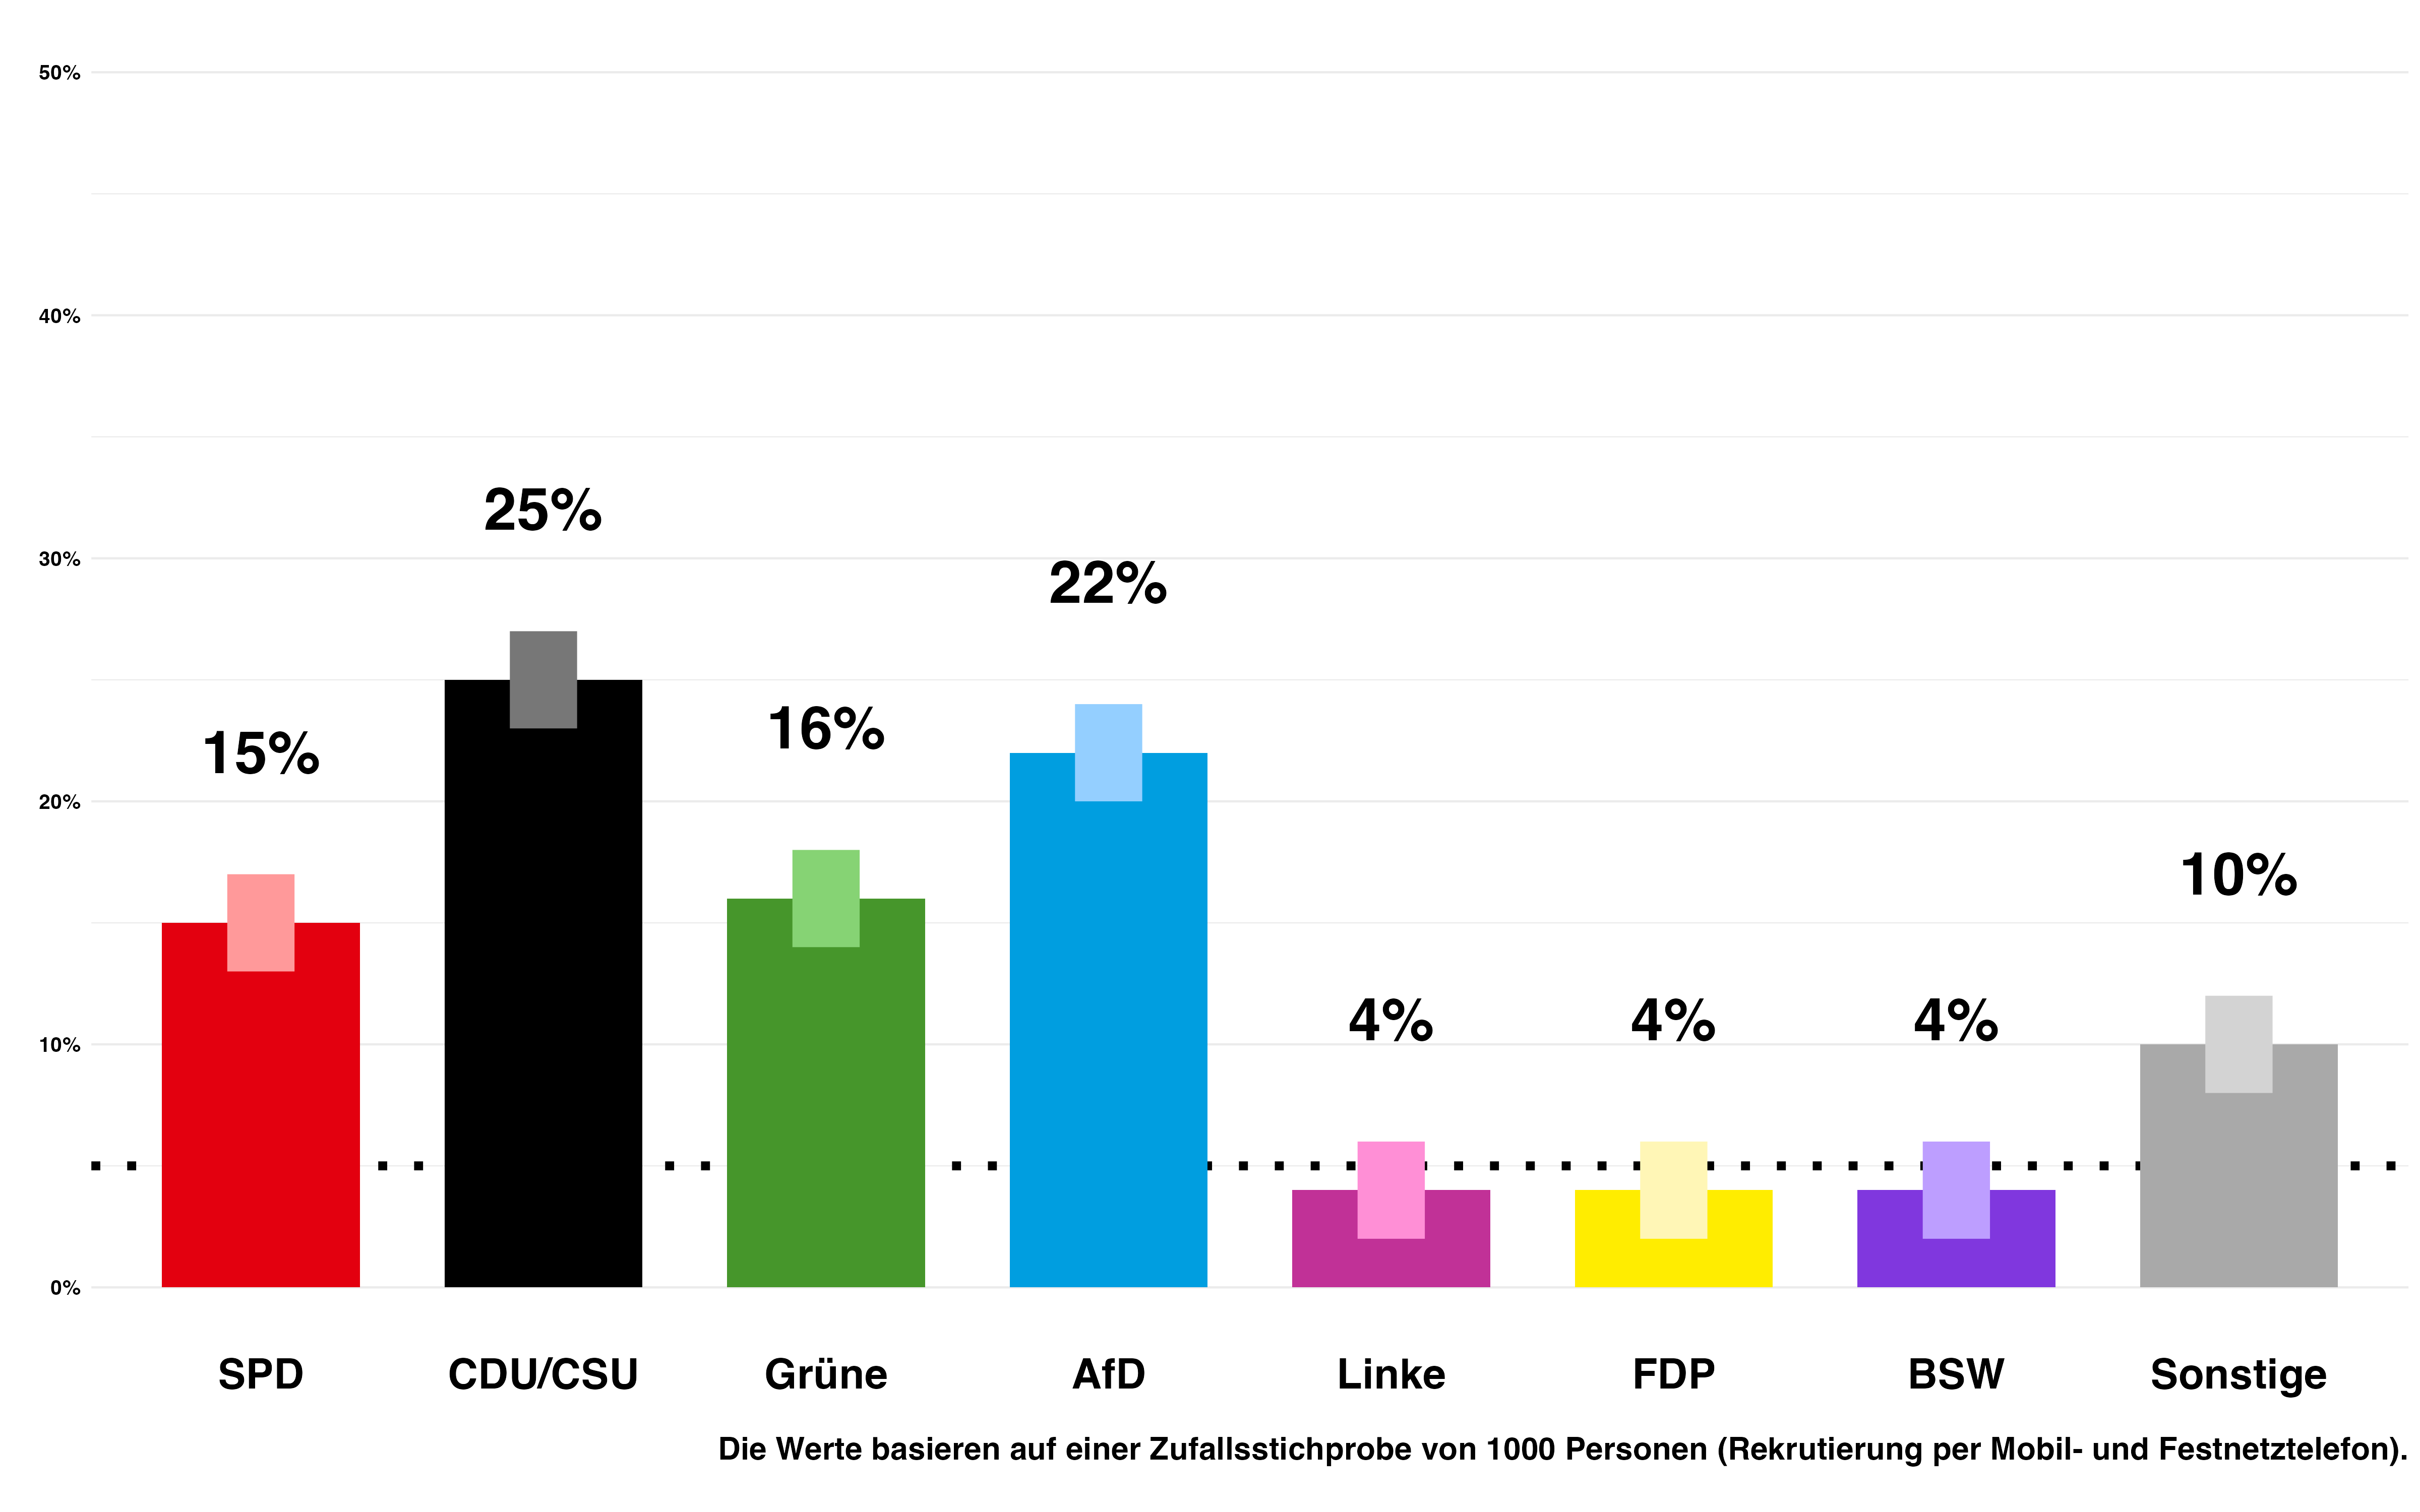 50%
40%
30%
20%
10%
0%
15%
25%
16%
22%
4%
4%
4%
10%
SPD
CDU/CSU
Grüne
AfD
Linke
FDP
BSW
Sonstige
Die Werte basieren auf einer Zufallsstichprobe von 1000 Personen (Rekrutierung per Mobil- und Festnetztelefon).